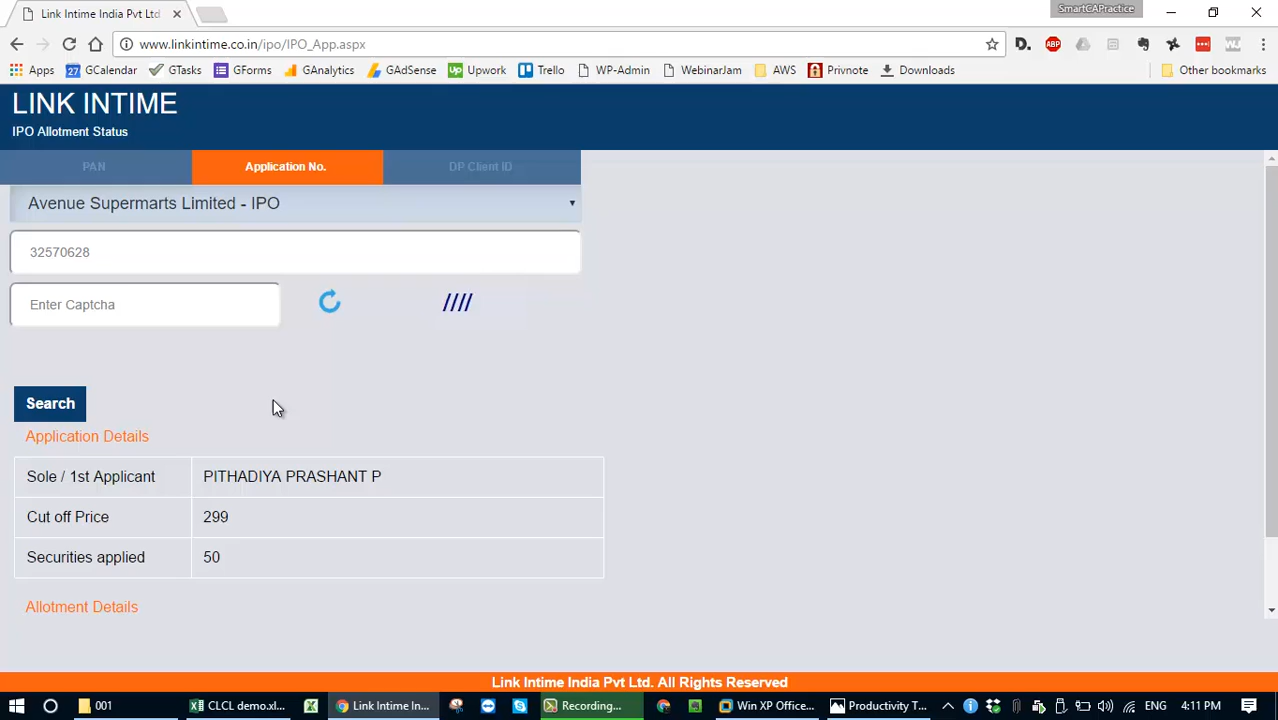 Link Intime India Pvt Ltd.
SmartCAPractice
www.linkintime.co.in/ipo/IPO_App.aspx
D.
ABP
Apps
27
GCalendar
GTasks
GForms
GAnalytics
GAdSense
Up
Upwork
Trello
WP-Admin
WebinarJam
AWS
Privnote
Downloads
Other bookmarks
LINK INTIME
IPO Allotment Status
PAN
Application No.
DP Client ID
Avenue Supermarts Limited - IPO
32570628
Enter Captcha
////
Search
Application Details
Sole / 1st Applicant PITHADIYA PRASHANT P
Cut off Price 299
Securities applied 50
Allotment Details
Link Intime India Pvt Ltd. All Rights Reserved
001
CLCL demo.xl...
Link Intime In...
Recording...
Win XP Office...
Productivity T...
ENG
4:11 PM